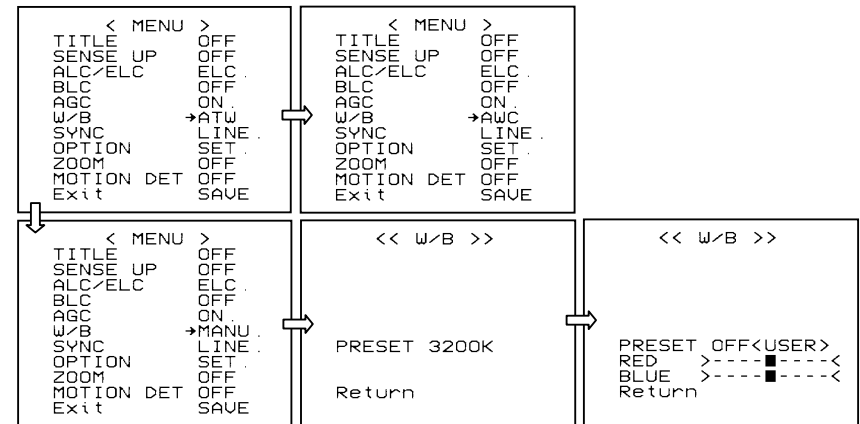 < MENU >
TITLE OFF
SENSE UP OFF
ALC/ELC ELC.
BLC OFF
AGC ON.
W/B →ATW
SYNC LINE.
OPTION SET.
ZOOM OFF
MOTION DET OFF
Exit SAVE
< MENU >
TITLE OFF
SENSE UP OFF
ALC/ELC ELC.
BLC OFF
AGC ON.
W/B →AWC
SYNC LINE.
OPTION SET.
ZOOM OFF
MOTION DET OFF
Exit SAVE
< MENU >
TITLE OFF
SENSE UP OFF
ALC/ELC ELC.
BLC OFF
AGC ON.
W/B →MANU.
SYNC LINE.
OPTION SET.
ZOOM OFF
MOTION DET OFF
Exit SAVE
<< W/B >>
PRESET 3200K
Return
<< W/B >>
PRESET OFF<USER>
RED >----■----<
BLUE >----■----<
Return